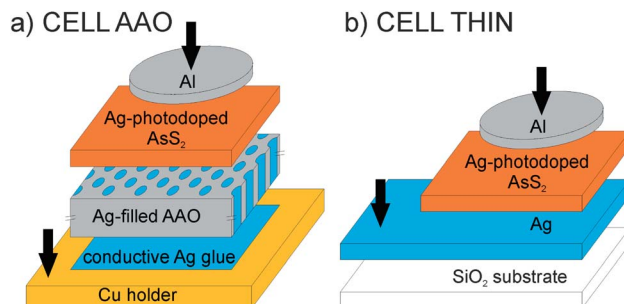 a) CELL AAO
Al
Ag-photodoped
AsS₂
Ag-filled AAO
conductive Ag glue
Cu holder
b) CELL THIN
Al
Ag-photodoped
AsS₂
Ag
SiO₂ substrate